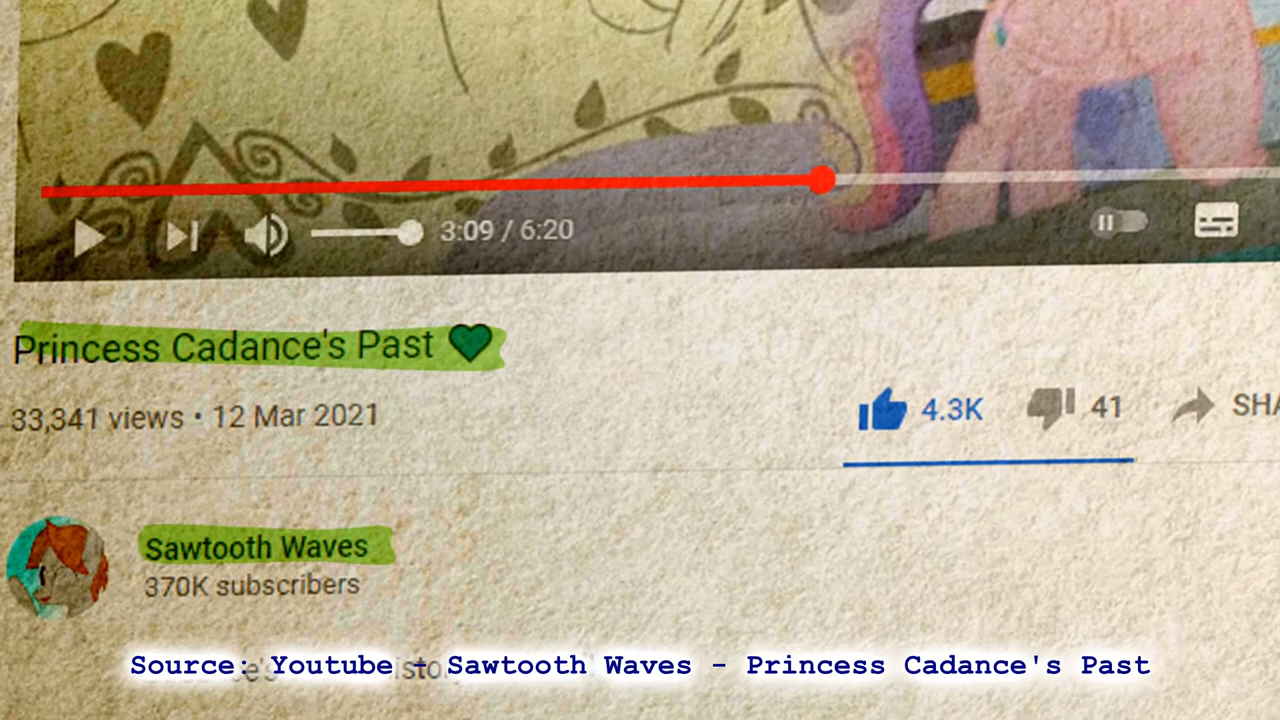 3:09 / 6:20
Princess Cadance's Past 💚
33,341 views • 12 Mar 2021
4.3K 41 SHA
Sawtooth Waves
370K subscribers
Source: Youtube - Sawtooth Waves - Princess Cadance's Past